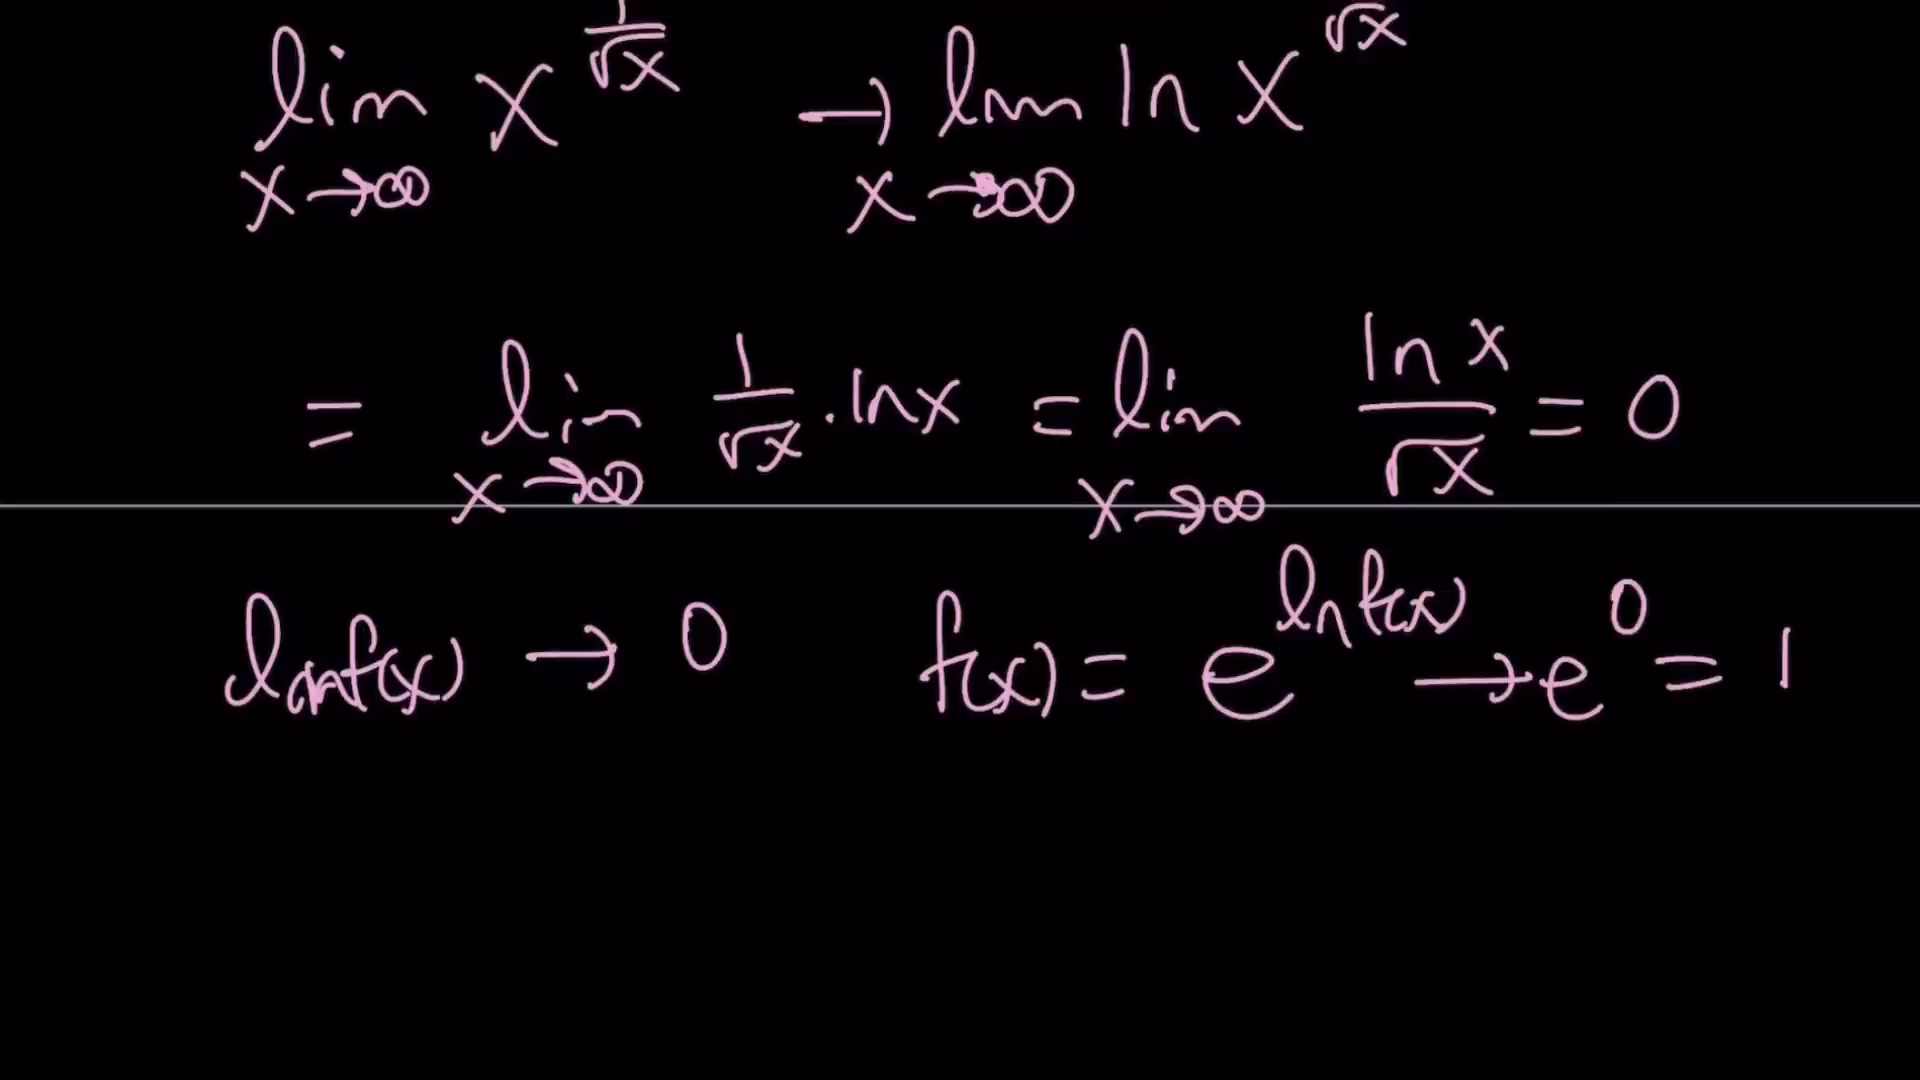 lim x→∞ x^(1/√x) → lim x→∞ ln x^(√x)
= lim x→∞ 1/√x · ln x = lim x→∞ ln x/√x = 0
ln f(x) → 0 f(x) = e^(ln f(x)) → e^0 = 1